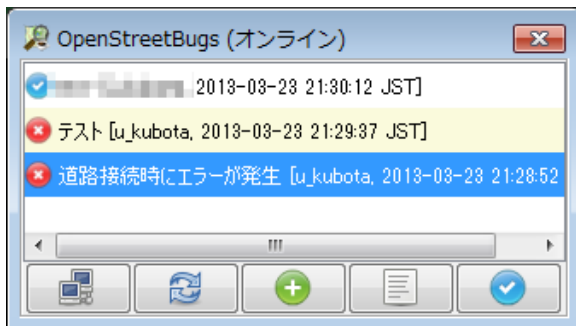 OpenStreetBugs (オンライン)
2013-03-23 21:30:12 JST]
テスト [u_kubota, 2013-03-23 21:29:37 JST]
道路接続時にエラーが発生 [u_kubota, 2013-03-23 21:28:52